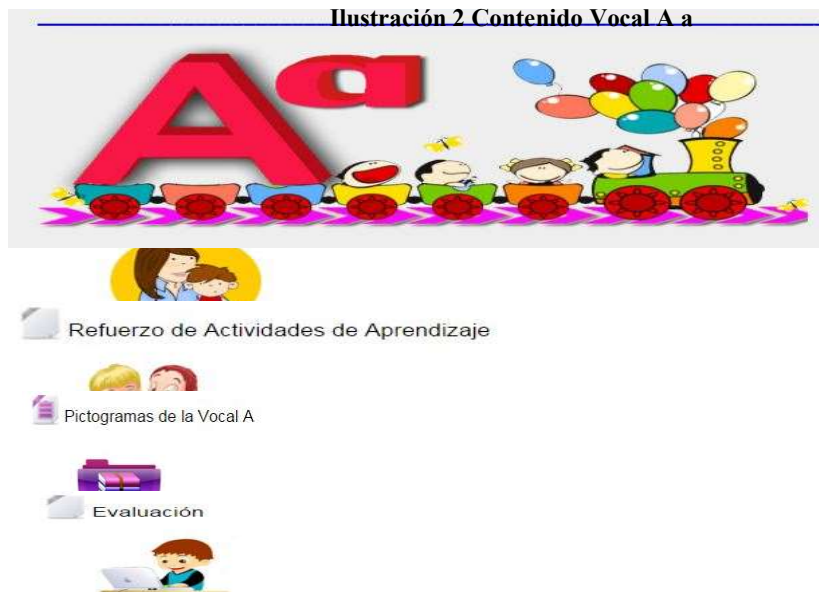 Ilustración 2 Contenido Vocal A a
Aa
Refuerzo de Actividades de Aprendizaje
Pictogramas de la Vocal A
Evaluación